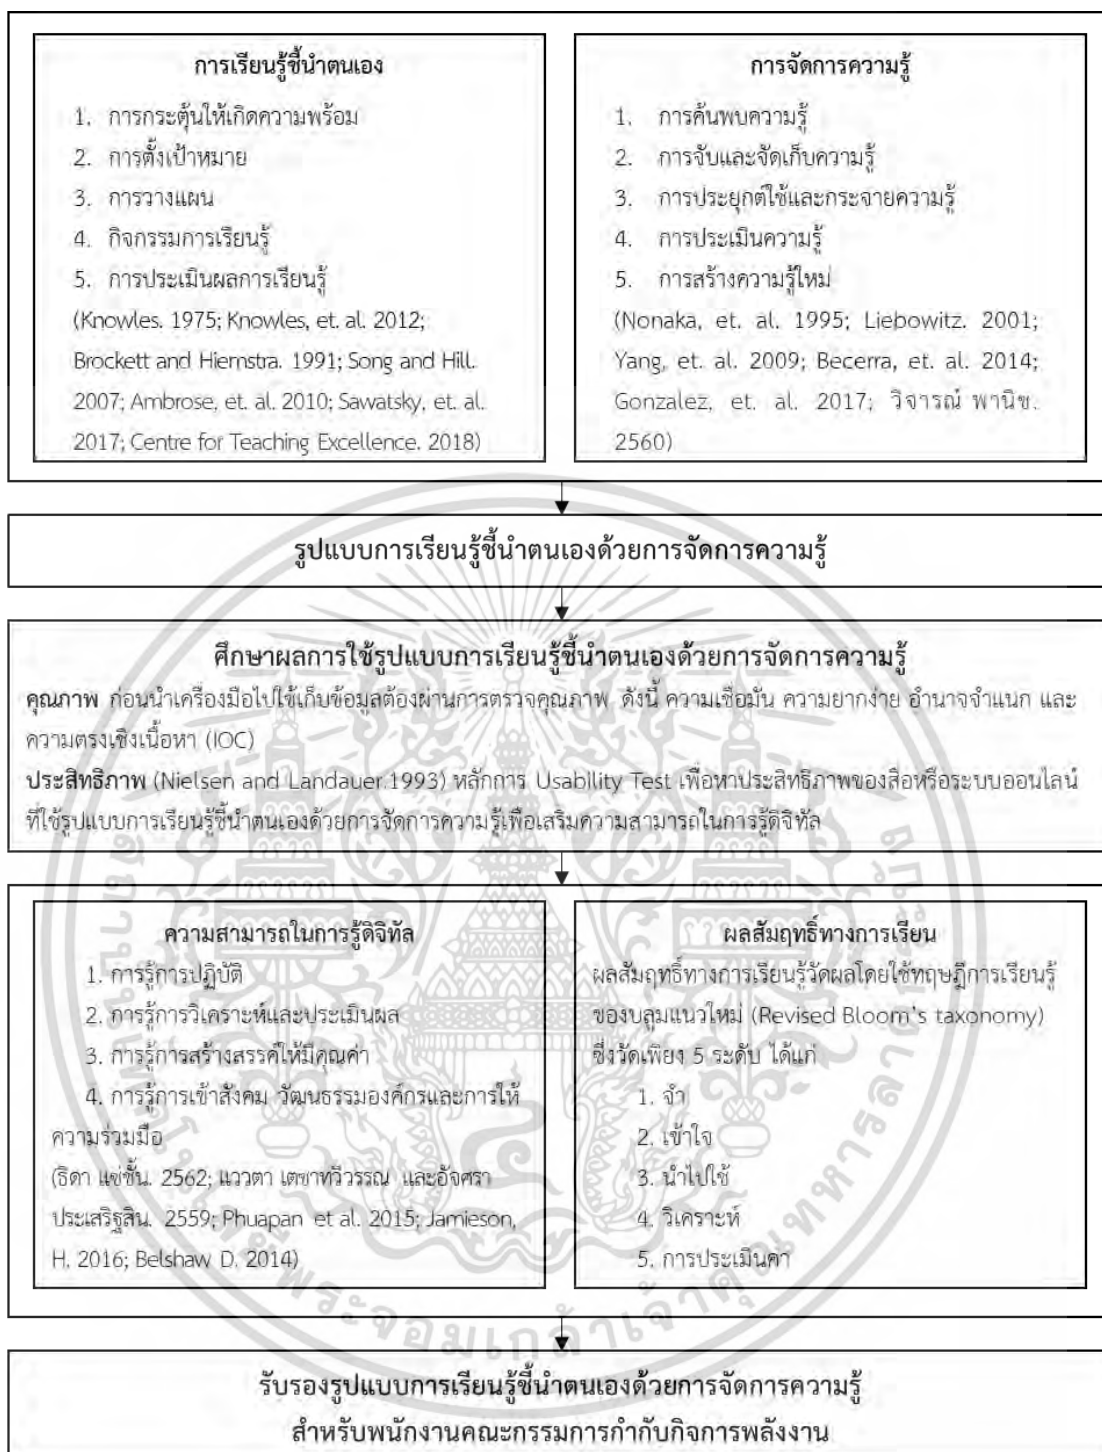 การเรียนรู้ชี้นำตนเอง
1. การกระตุ้นให้เกิดความพร้อม
2. การตั้งเป้าหมาย
3. การวางแผน
4. กิจกรรมการเรียนรู้
5. การประเมินผลการเรียนรู้
(Knowles. 1975; Knowles, et. al. 2012;
Brockett and Hiemstra. 1991; Song and Hill.
2007; Ambrose, et. al. 2010; Sawatsky, et. al.
2017; Centre for Teaching Excellence. 2018)
การจัดการความรู้
1. การค้นพบความรู้
2. การจับและจัดเก็บความรู้
3. การประยุกต์ใช้และกระจายความรู้
4. การประเมินความรู้
5. การสร้างความรู้ใหม่
(Nonaka, et. al. 1995; Liebowitz. 2001;
Yang, et. al. 2009; Becerra, et. al. 2014;
Gonzalez, et. al. 2017; วิจารณ์ พานิช.
2560)
รูปแบบการเรียนรู้ชี้นำตนเองด้วยการจัดการความรู้
ศึกษาผลการใช้รูปแบบการเรียนรู้ชี้นำตนเองด้วยการจัดการความรู้
คุณภาพ ก่อนนำเครื่องมือไปใช้เก็บข้อมูลต้องผ่านการตรวจคุณภาพ ดังนี้ ความเชื่อมั่น ความยากง่าย อำนาจจำแนก และ
ความตรงเชิงเนื้อหา (IOC)
ประสิทธิภาพ (Nielsen and Landauer.1993) หลักการ Usability Test เพื่อหาประสิทธิภาพของสื่อหรือระบบออนไลน์
ที่ใช้รูปแบบการเรียนรู้ชี้นำตนเองด้วยการจัดการความรู้เพื่อเสริมความสามารถในการรู้ดิจิทัล
ความสามารถในการรู้ดิจิทัล
1. การรู้การปฏิบัติ
2. การรู้การวิเคราะห์และประเมินผล
3. การรู้การสร้างสรรค์ให้มีคุณค่า
4. การรู้การเข้าสังคม วัฒนธรรมองค์กรและการให้
ความร่วมมือ
(ธิดา แซ่ชั้น. 2562; แววตา เตชาทวีวรรณ และอัจศรา
ประเสริฐสิน. 2559; Phuapan et al. 2015; Jamieson,
H. 2016; Belshaw D. 2014)
ผลสัมฤทธิ์ทางการเรียน
ผลสัมฤทธิ์ทางการเรียนรู้วัดผลโดยใช้ทฤษฎีการเรียนรู้
ของบลูมแนวใหม่ (Revised Bloom's taxonomy)
ซึ่งวัดเพียง 5 ระดับ ได้แก่
1. จำ
2. เข้าใจ
3. นำไปใช้
4. วิเคราะห์
5. การประเมินคา
รับรองรูปแบบการเรียนรู้ชี้นำตนเองด้วยการจัดการความรู้
สำหรับพนักงานคณะกรรมการกำกับกิจการพลังงาน